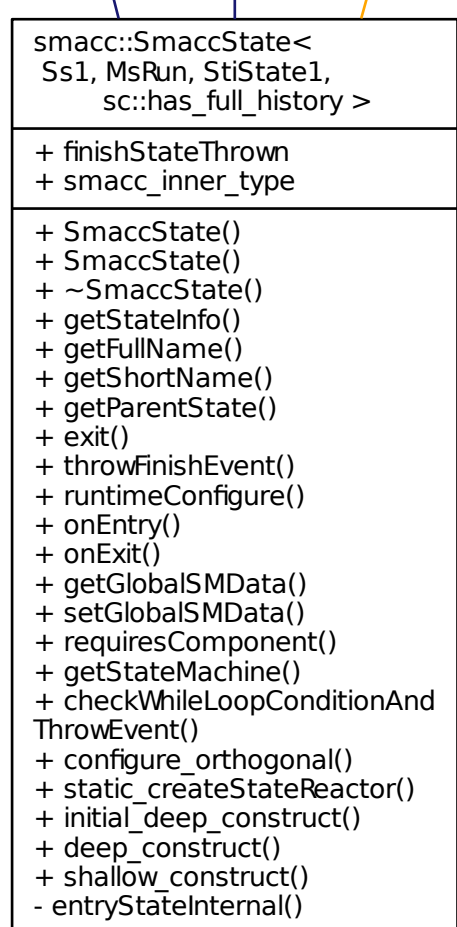 smacc::SmaccState<
Ss1, MsRun, StiState1,
sc::has_full_history >
+ finishStateThrown
+ smacc_inner_type
+ SmaccState()
+ SmaccState()
+ ~SmaccState()
+ getStateInfo()
+ getFullName()
+ getShortName()
+ getParentState()
+ exit()
+ throwFinishEvent()
+ runtimeConfigure()
+ onEntry()
+ onExit()
+ getGlobalSMData()
+ setGlobalSMData()
+ requiresComponent()
+ getStateMachine()
+ checkWhileLoopConditionAnd
ThrowEvent()
+ configure_orthogonal()
+ static_createStateReactor()
+ initial_deep_construct()
+ deep_construct()
+ shallow_construct()
- entryStateInternal()